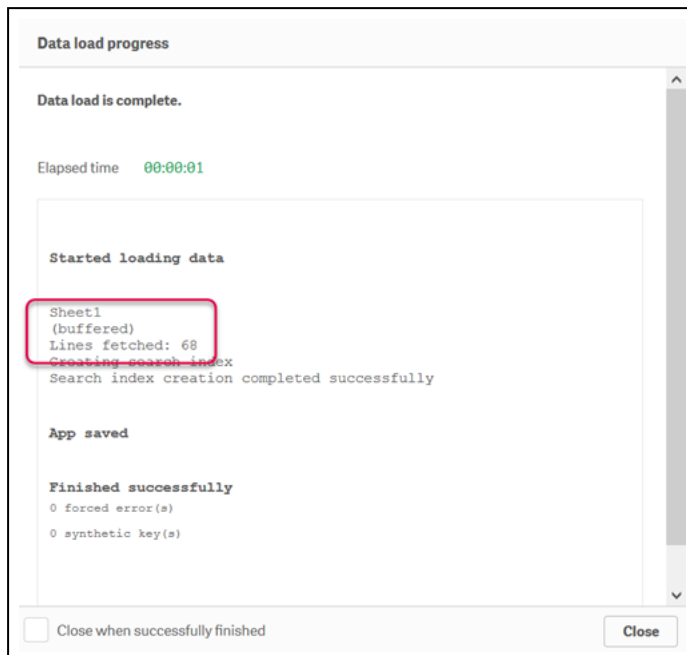 Data load progress
Data load is complete.
Elapsed time 00:00:01
Started loading data
Sheet1
(buffered)
Lines fetched: 68
Creating search index
Search index creation completed successfully
App saved
Finished successfully
0 forced error(s)
0 synthetic key(s)
Close when successfully finished
Close